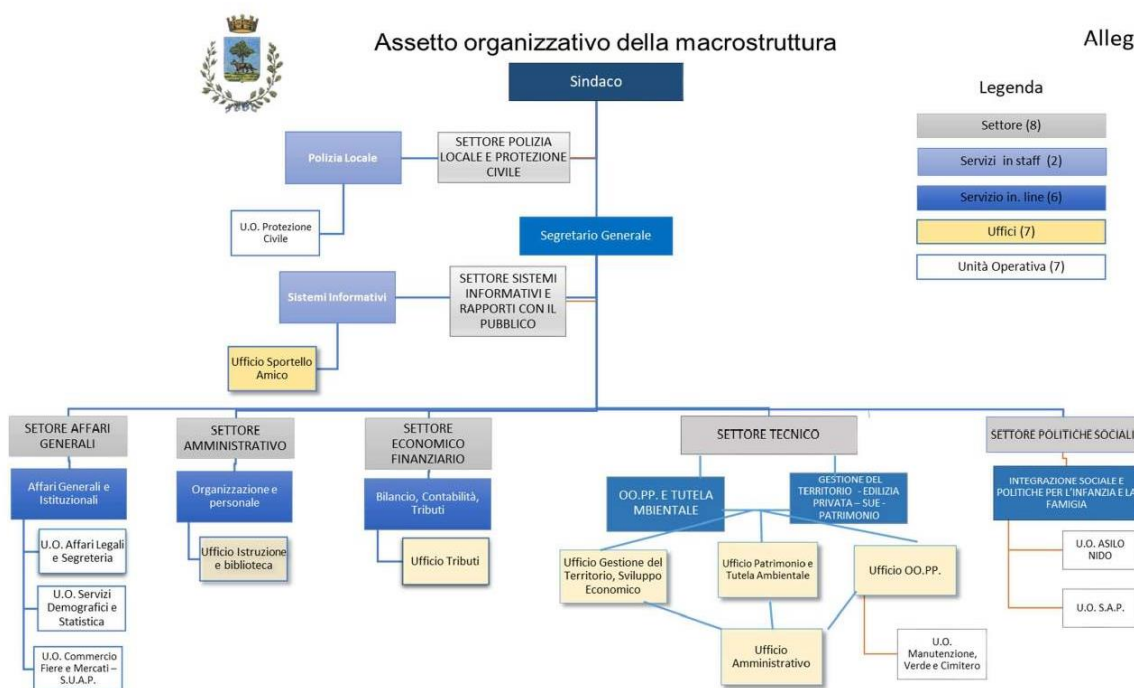 Assetto organizzativo della macrostruttura
Alleg
Sindaco
Legenda
Settore (8)
Servizi in staff (2)
Servizio in. line (6)
Uffici (7)
Unità Operativa (7)
Polizia Locale
SETTORE POLIZIA
LOCALE E PROTEZIONE
CIVILE
U.O. Protezione
Civile
Segretario Generale
Sistemi Informativi
SETTORE SISTEMI
INFORMATIVI E
RAPPORTI CON IL
PUBBLICO
Ufficio Sportello
Amico
SETORE AFFARI
GENERALI
SETTORE
AMMINISTRATIVO
SETTORE
ECONOMICO
FINANZIARIO
SETTORE TECNICO
SETTORE POLITICHE SOCIALI
Affari Generali e
Istituzionali
Organizzazione e
personale
Bilancio, Contabilità,
Tributi
OO.PP. E TUTELA
MBIENTALE
GESTIONE DEL
TERRITORIO - EDILIZIA
PRIVATA – SUE -
PATRIMONIO
INTEGRAZIONE SOCIALE E
POLITICHE PER L'INFANZIA E LA
FAMIGIA
U.O. Affari Legali
e Segreteria
Ufficio Istruzione
e biblioteca
Ufficio Tributi
Ufficio Gestione del
Territorio, Sviluppo
Economico
Ufficio Patrimonio e
Tutela Ambientale
Ufficio OO.PP.
U.O. ASILO
NIDO
U.O. Servizi
Demografici e
Statistica
U.O. S.A.P.
U.O. Commercio
Fiere e Mercati –
S.U.A.P.
Ufficio
Amministrativo
U.O.
Manutenzione,
Verde e Cimitero